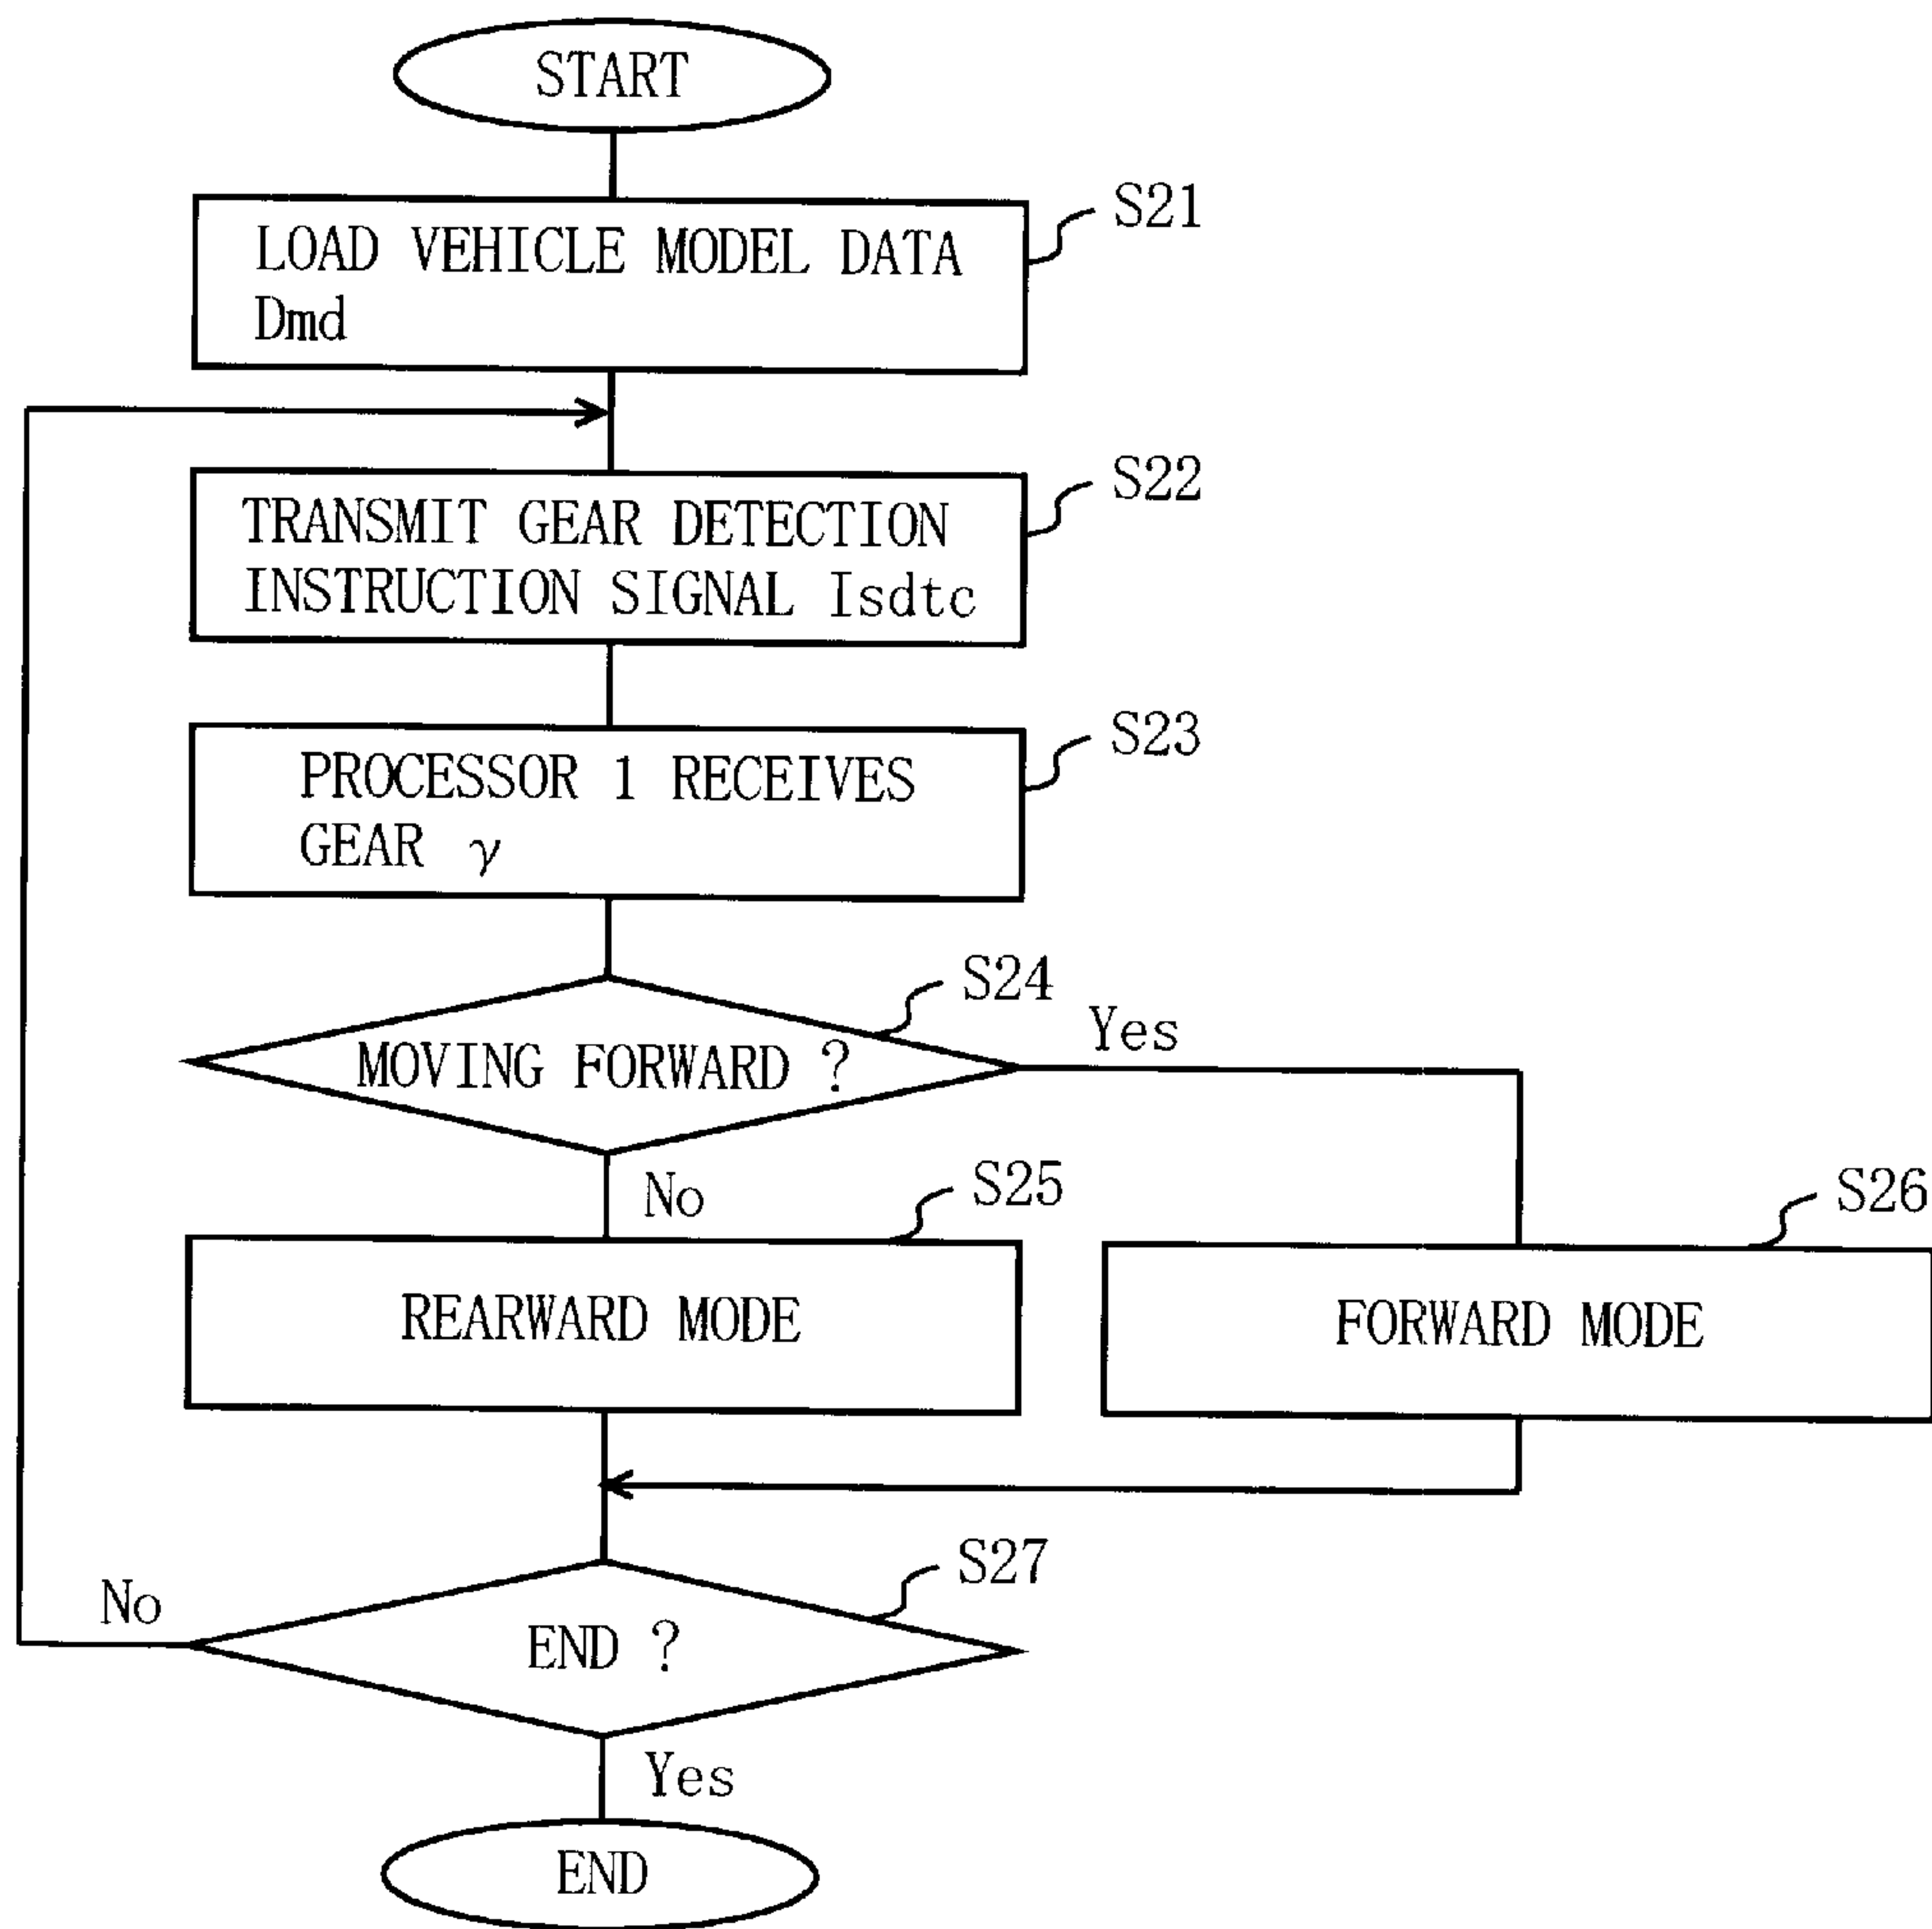 START
S21
LOAD VEHICLE MODEL DATA
Dmd
S22
TRANSMIT GEAR DETECTION
INSTRUCTION SIGNAL Isdtc
S23
PROCESSOR 1 RECEIVES
GEAR γ
S24
MOVING FORWARD ?
Yes
No
S25
REARWARD MODE
S26
FORWARD MODE
S27
END ?
No
Yes
END